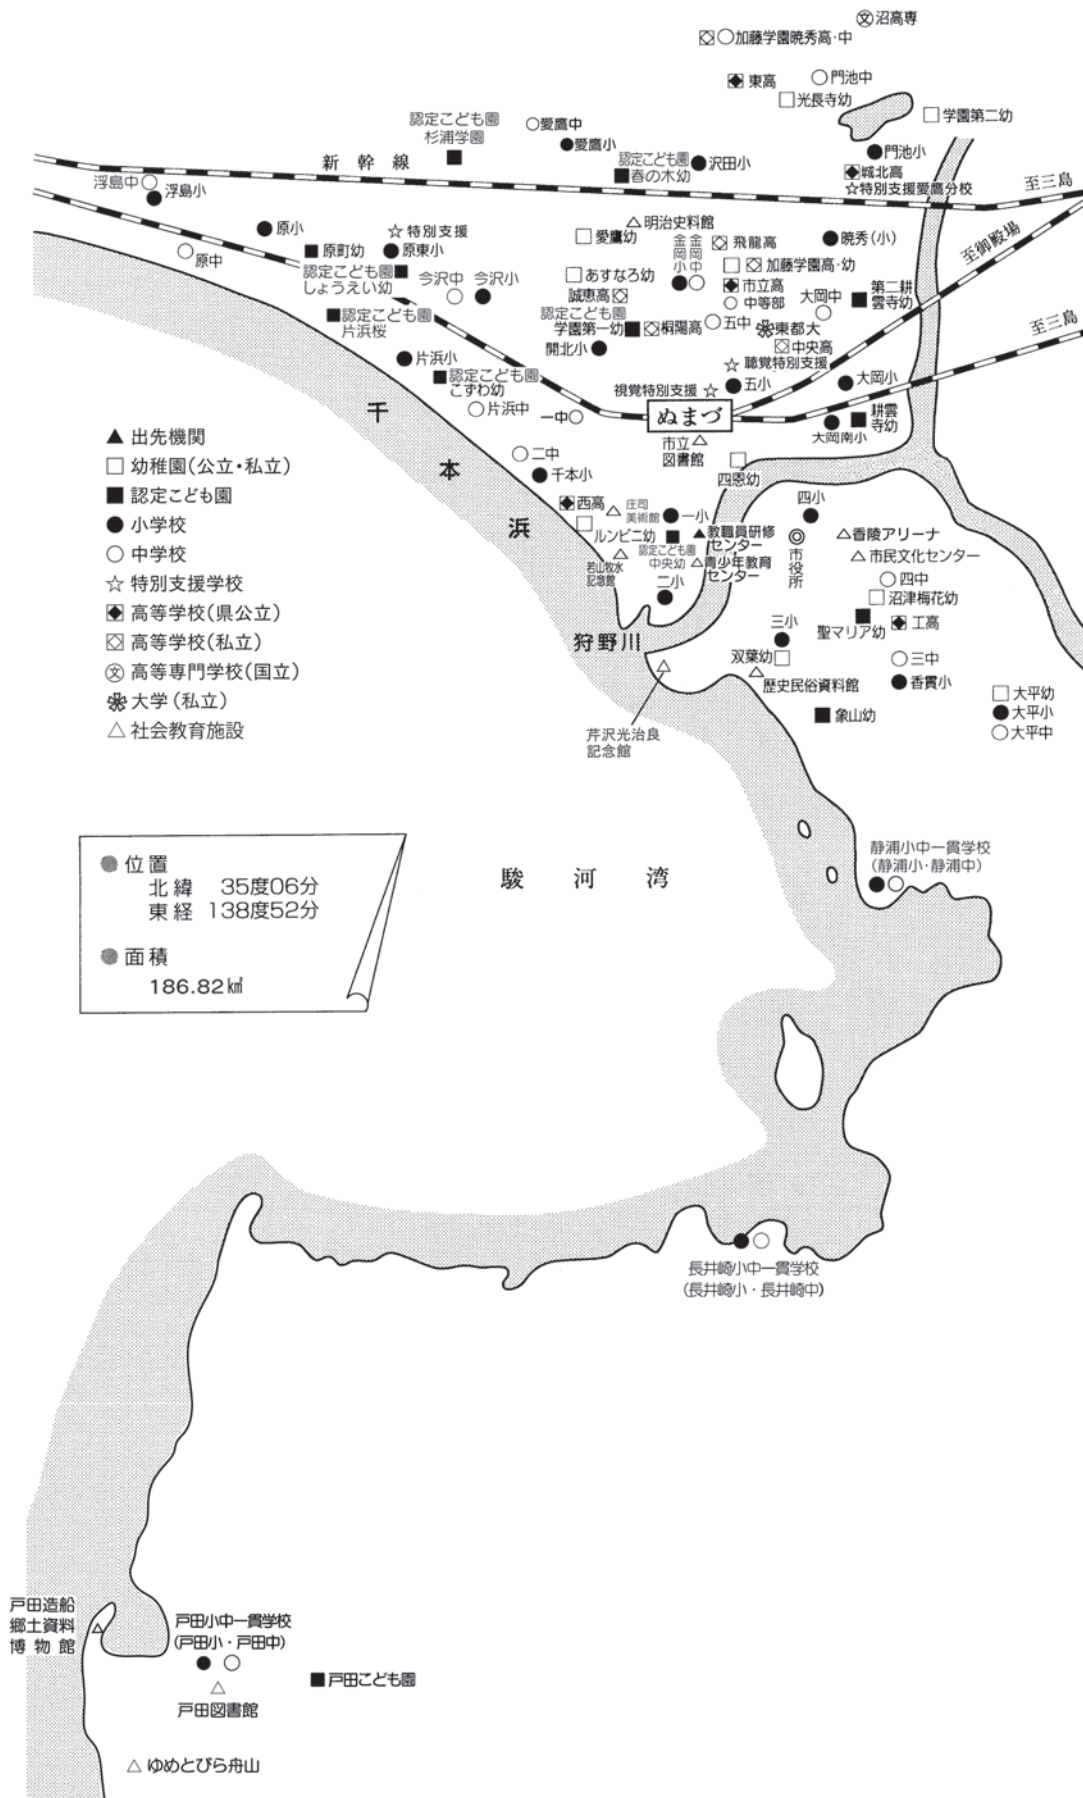 沼高専
加藤学園暁秀高・中
東高
門池中
光長寺幼
学園第二幼
認定こども園
杉浦学園
愛鷹中
愛鷹小
認定こども園
春の木幼
沢田小
門池小
城北高
特別支援愛鷹分校
新幹線
至三島
浮島中
浮島小
原小
原中
原町幼
特別支援
原東小
認定こども園
しょうえい幼
今沢中
今沢小
認定こども園
片浜桜
片浜小
認定こども園
こずわ幼
片浜中
明治史料館
愛鷹幼
金岡小
金岡中
飛龍高
暁秀(小)
至御殿場
あすなろ幼
加藤学園高・幼
誠恵高
市立高
中等部
大岡中
第二耕
雲寺幼
認定こども園
学園第一幼
桐陽高
五中
東都大
中央高
至三島
開北小
聴覚特別支援
視覚特別支援
五小
大岡小
一中
ぬまづ
大岡南小
耕雲
寺幼
市立
図書館
四恩幼
二中
千本小
千本浜
▲出先機関
□幼稚園(公立・私立)
■認定こども園
●小学校
○中学校
☆特別支援学校
高等学校(県公立)
高等学校(私立)
高等専門学校(国立)
大学(私立)
△社会教育施設
西高
庄司
美術館
一小
ルンビニ幼
教職員研修
センター
認定こども園
中央幼
青少年教育
センター
若山牧水
記念館
二小
四小
市役所
香陵アリーナ
市民文化センター
四中
沼津梅花幼
聖マリア幼
工高
狩野川
三小
双葉幼
三中
歴史民俗資料館
香貫小
象山幼
大平幼
大平小
大平中
芹沢光治良
記念館
位置
北緯 35度06分
東経 138度52分
面積
186.82㎢
駿河湾
静浦小中一貫学校
(静浦小・静浦中)
長井崎小中一貫学校
(長井崎小・長井崎中)
戸田造船
郷土資料
博物館
戸田小中一貫学校
(戸田小・戸田中)
戸田図書館
戸田こども園
ゆめとびら舟山